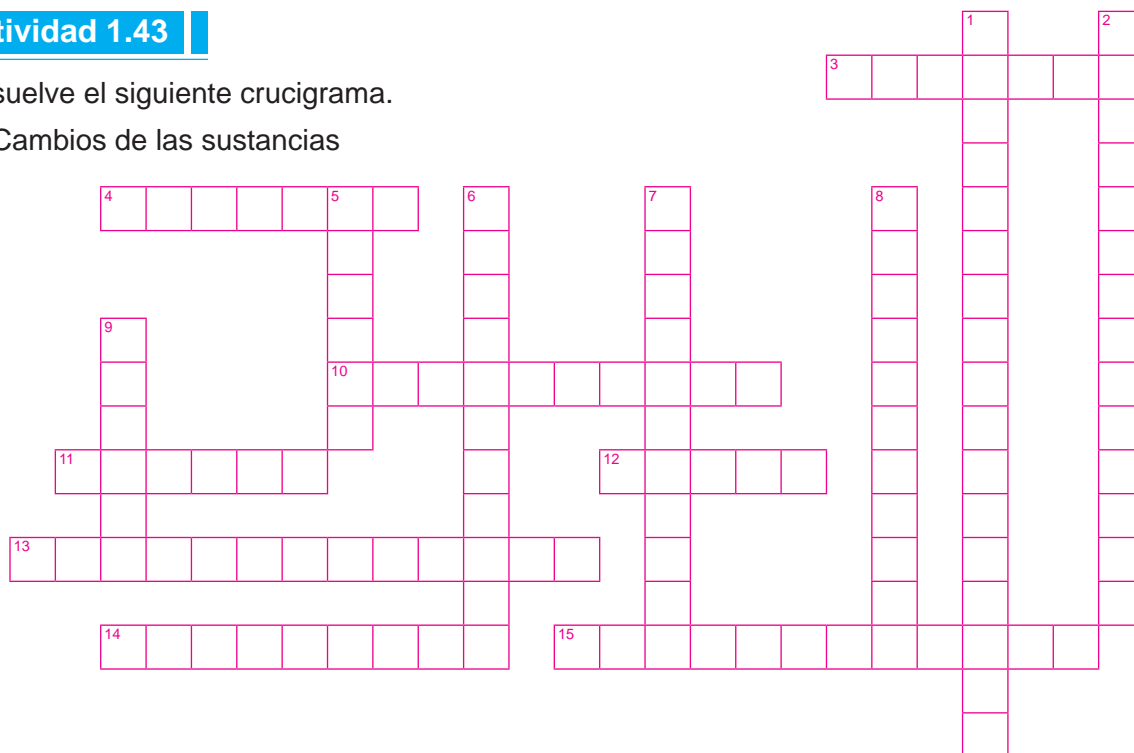 tividad 1.43
suelve el siguiente crucigrama.
Cambios de las sustancias
1 2
3
4 5 6 7 8
9
10
11 12
13
14 15